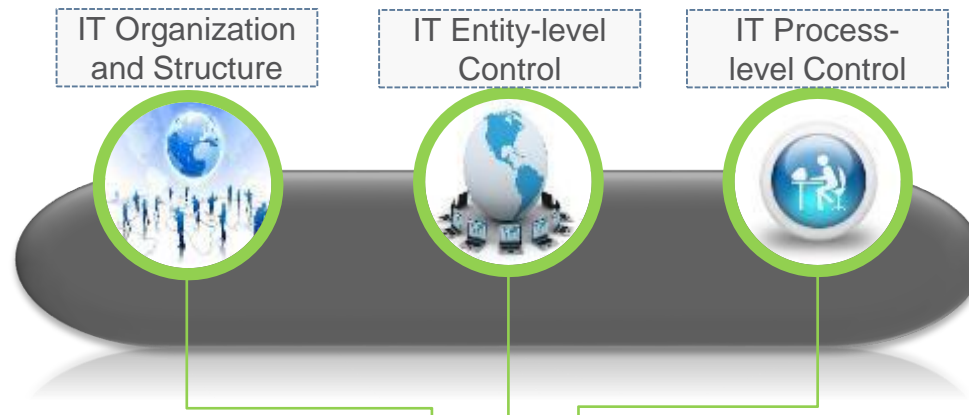 IT Organization
and Structure
IT Entity-level
Control
IT Process-
level Control